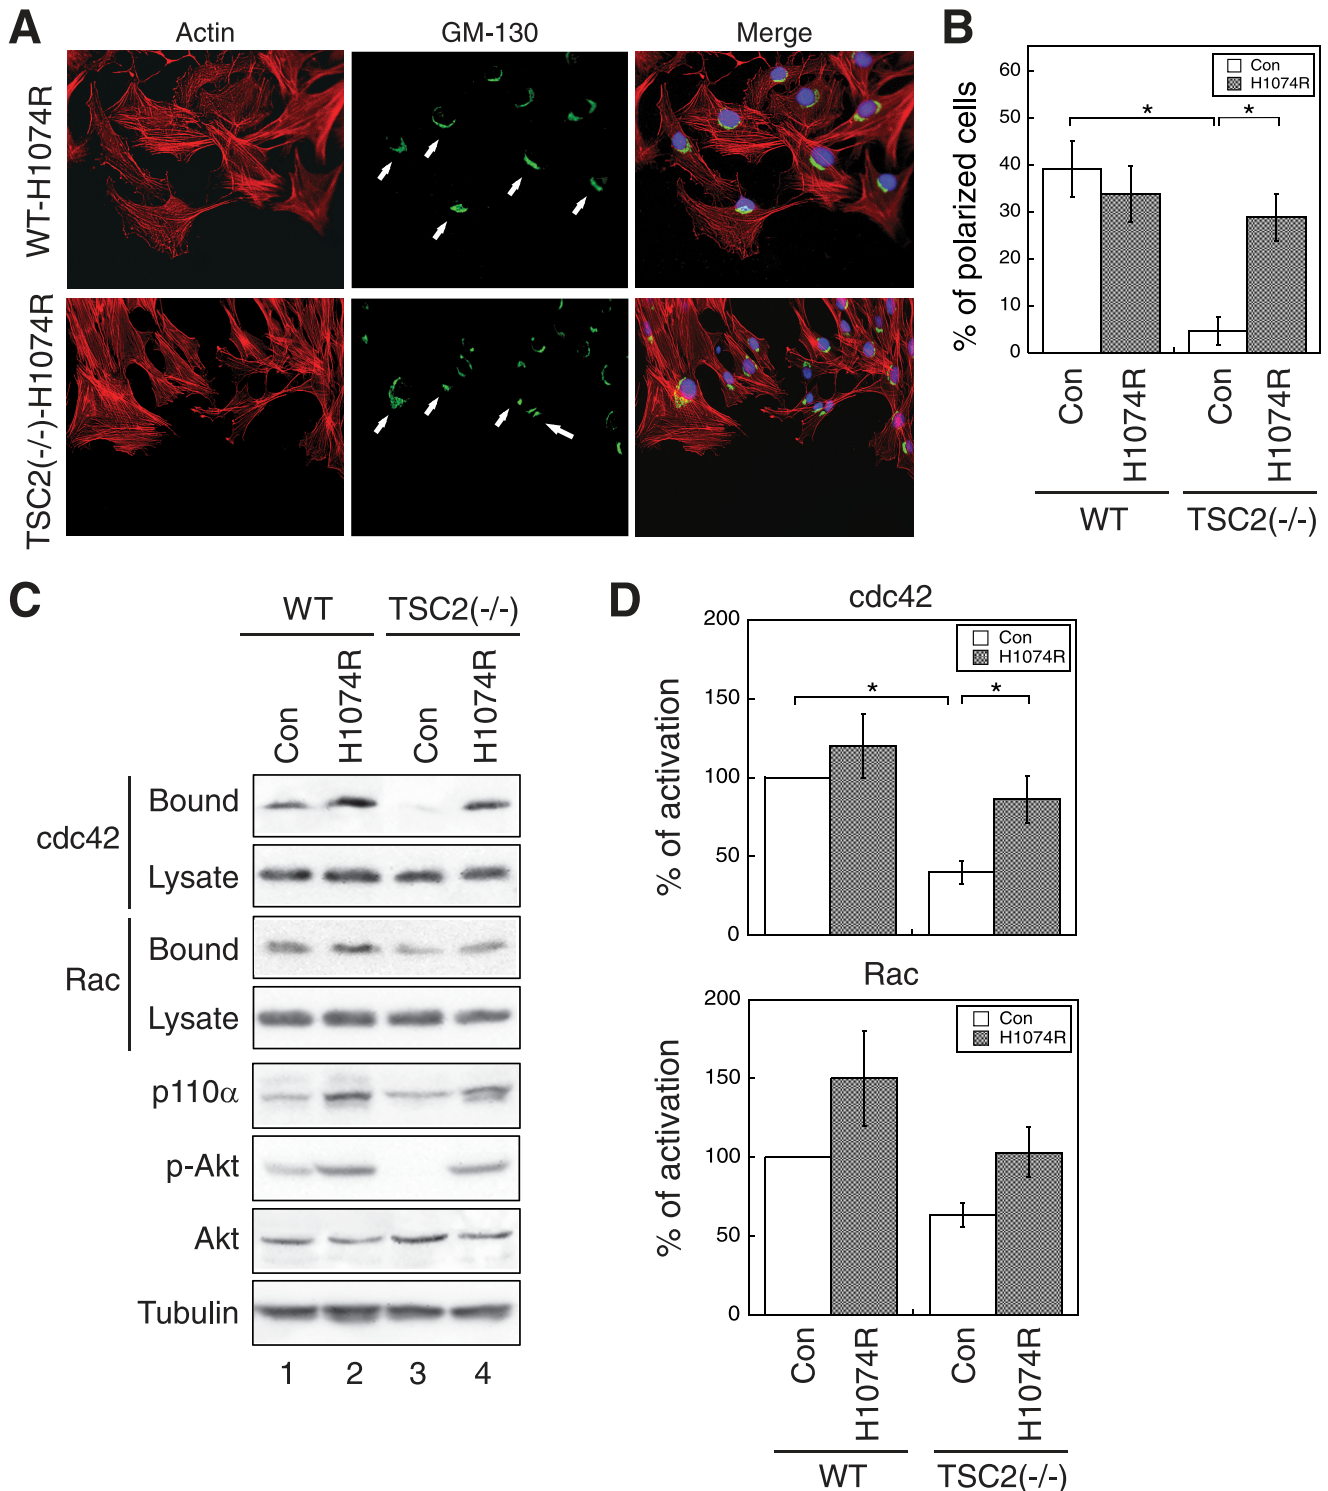 A
Actin
GM-130
Merge
WT-H1074R
TSC2(-/-)-H1074R
B
% of polarized cells
60
50
40
30
20
10
0
Con
H1074R
*
*
Con
H1074R
Con
H1074R
WT
TSC2(-/-)
C
WT
TSC2(-/-)
Con
H1074R
Con
H1074R
cdc42
Bound
Lysate
Rac
Bound
Lysate
p110α
p-Akt
Akt
Tubulin
1 2 3 4
D
cdc42
% of activation
200
150
100
50
0
Con
H1074R
*
*
Rac
% of activation
200
150
100
50
0
Con
H1074R
Con
H1074R
Con
H1074R
WT
TSC2(-/-)